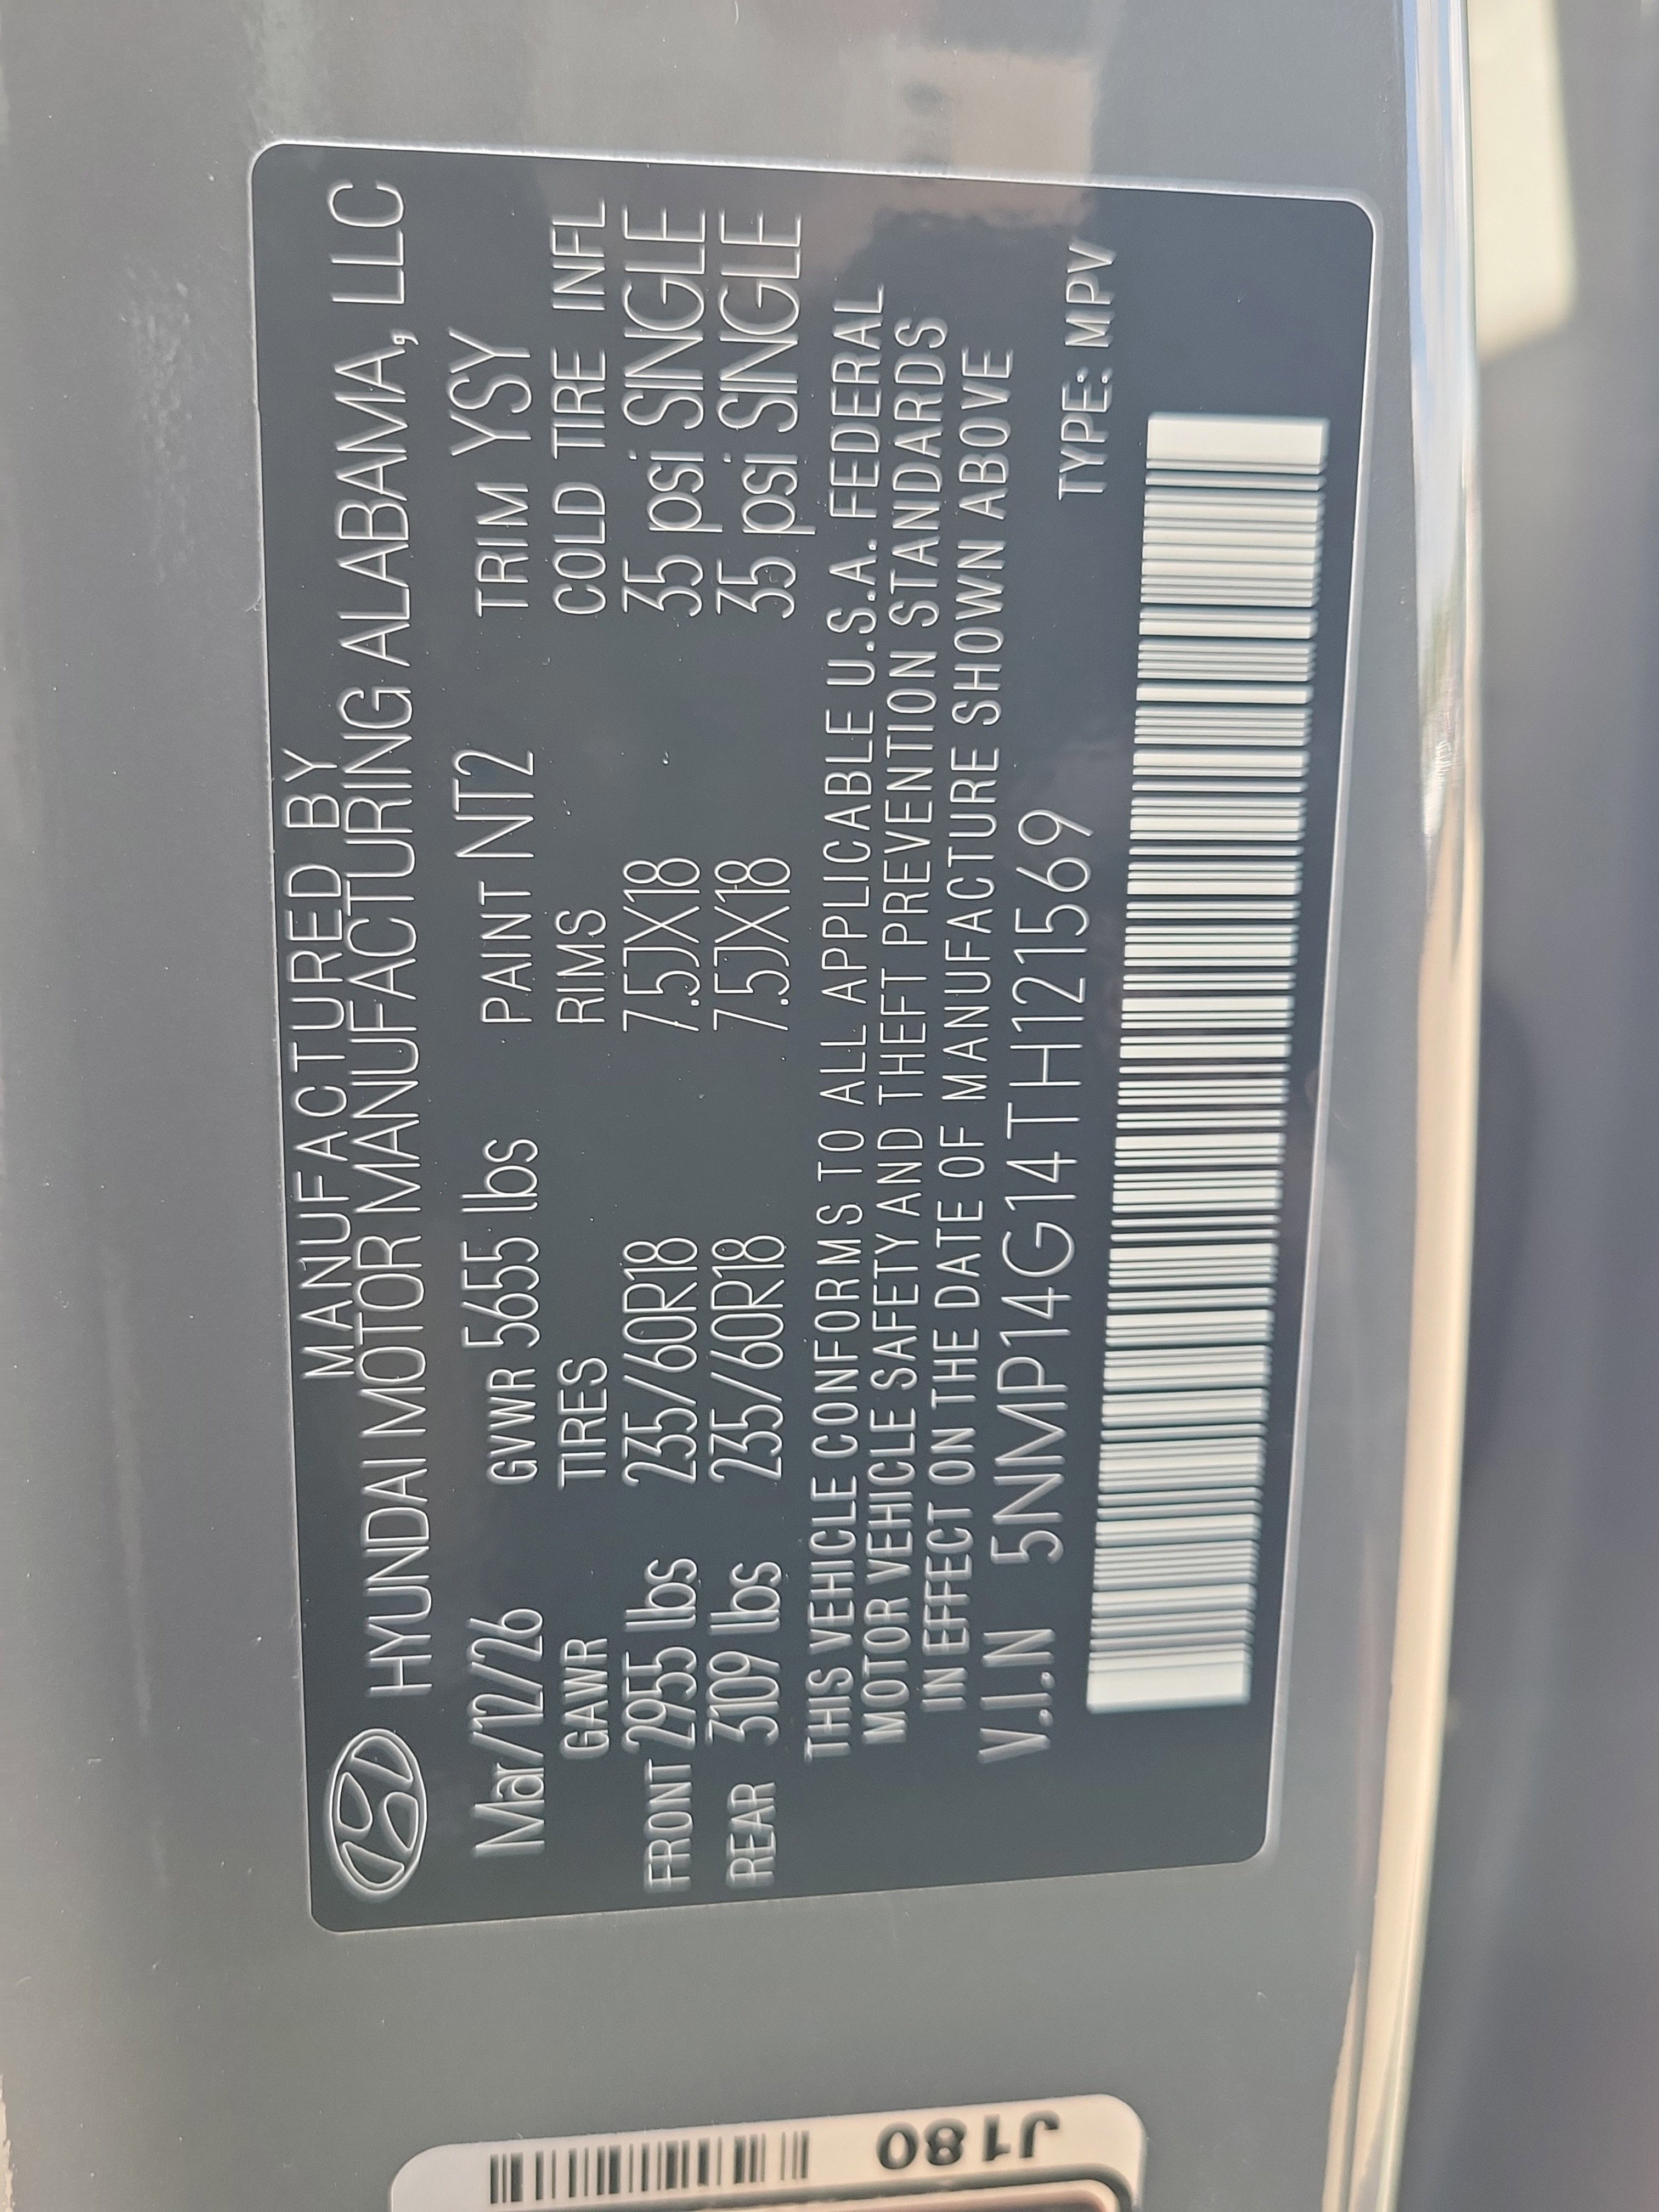 MANUFACTURED BY
HYUNDAI MOTOR MANUFACTURING ALABAMA, LLC
Mar/12/26 GVWR 5655 lbs PAINT NT2 TRIM YSY
GAWR TIRES RIMS COLD TIRE INFL
FRONT 2955 lbs 235/60R18 7.5JX18 35 psi SINGLE
REAR 3109 lbs 235/60R18 7.5JX18 35 psi SINGLE
THIS VEHICLE CONFORMS TO ALL APPLICABLE U.S.A. FEDERAL
MOTOR VEHICLE SAFETY AND THEFT PREVENTION STANDARDS
IN EFFECT ON THE DATE OF MANUFACTURE SHOWN ABOVE
V.I.N 5NMP14G14TH121569 TYPE: MPV
J180